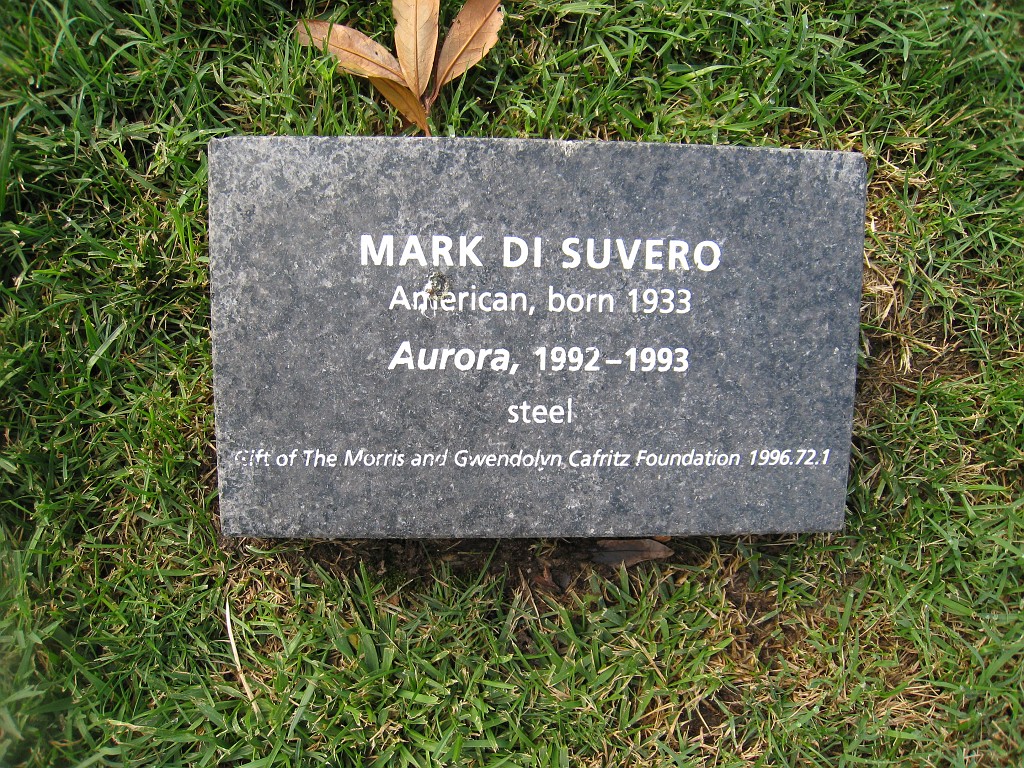 MARK DI SUVERO
American, born 1933
Aurora, 1992–1993
steel
Gift of The Morris and Gwendolyn Cafritz Foundation 1996.72.1